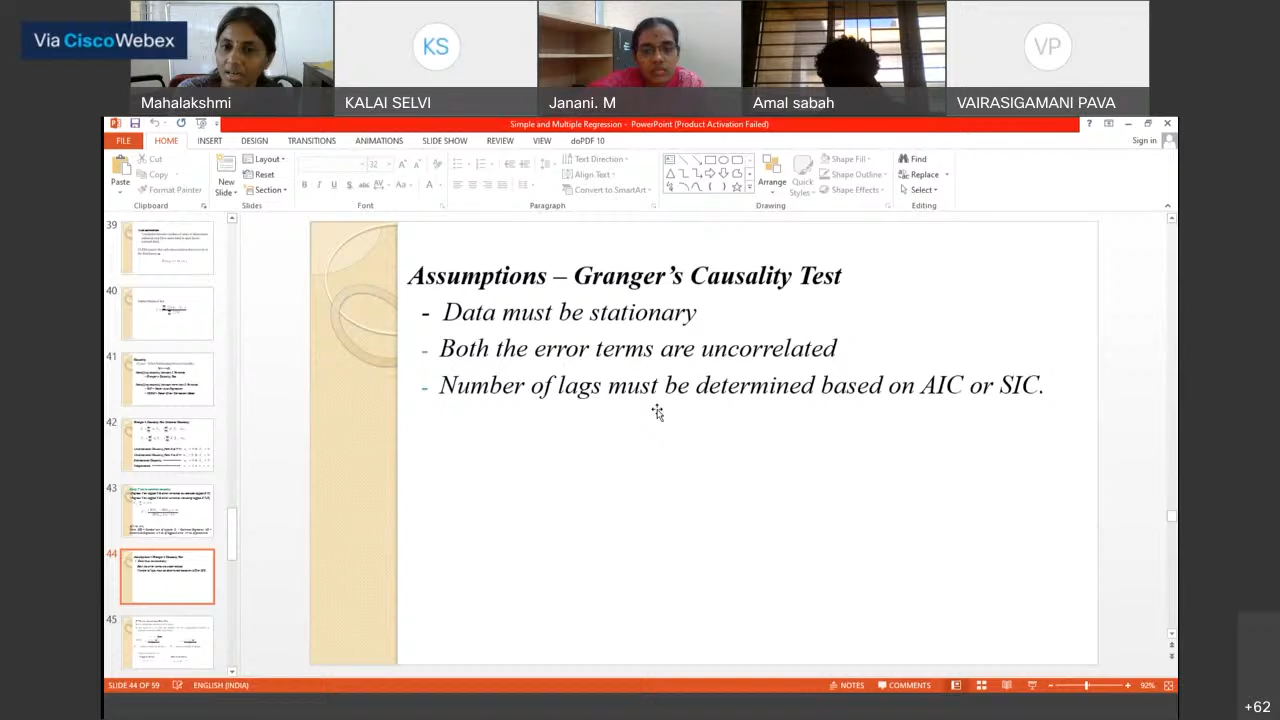 Via Cisco Webex
KS
VP
Mahalakshmi
KALAI SELVI
Janani. M
Amal sabah
VAIRASIGAMANI PAVA
Simple and Multiple Regression - PowerPoint (Product Activation Failed)
FILE HOME INSERT DESIGN TRANSITIONS ANIMATIONS SLIDE SHOW REVIEW VIEW doPDF 10
Sign in
Paste
Cut
Copy
Format Painter
New Slide
Layout
Reset
Section
32
Text Direction
Align Text
Convert to SmartArt
Arrange
Quick Styles
Shape Fill
Shape Outline
Shape Effects
Find
Replace
Select
Clipboard
Slides
Font
Paragraph
Drawing
Editing
39
40
41
42
43
44
45
Assumptions – Granger's Causality Test
- Data must be stationary
- Both the error terms are uncorrelated
- Number of lags must be determined based on AIC or SIC.
SLIDE 44 OF 59
ENGLISH (INDIA)
NOTES
COMMENTS
92%
+62